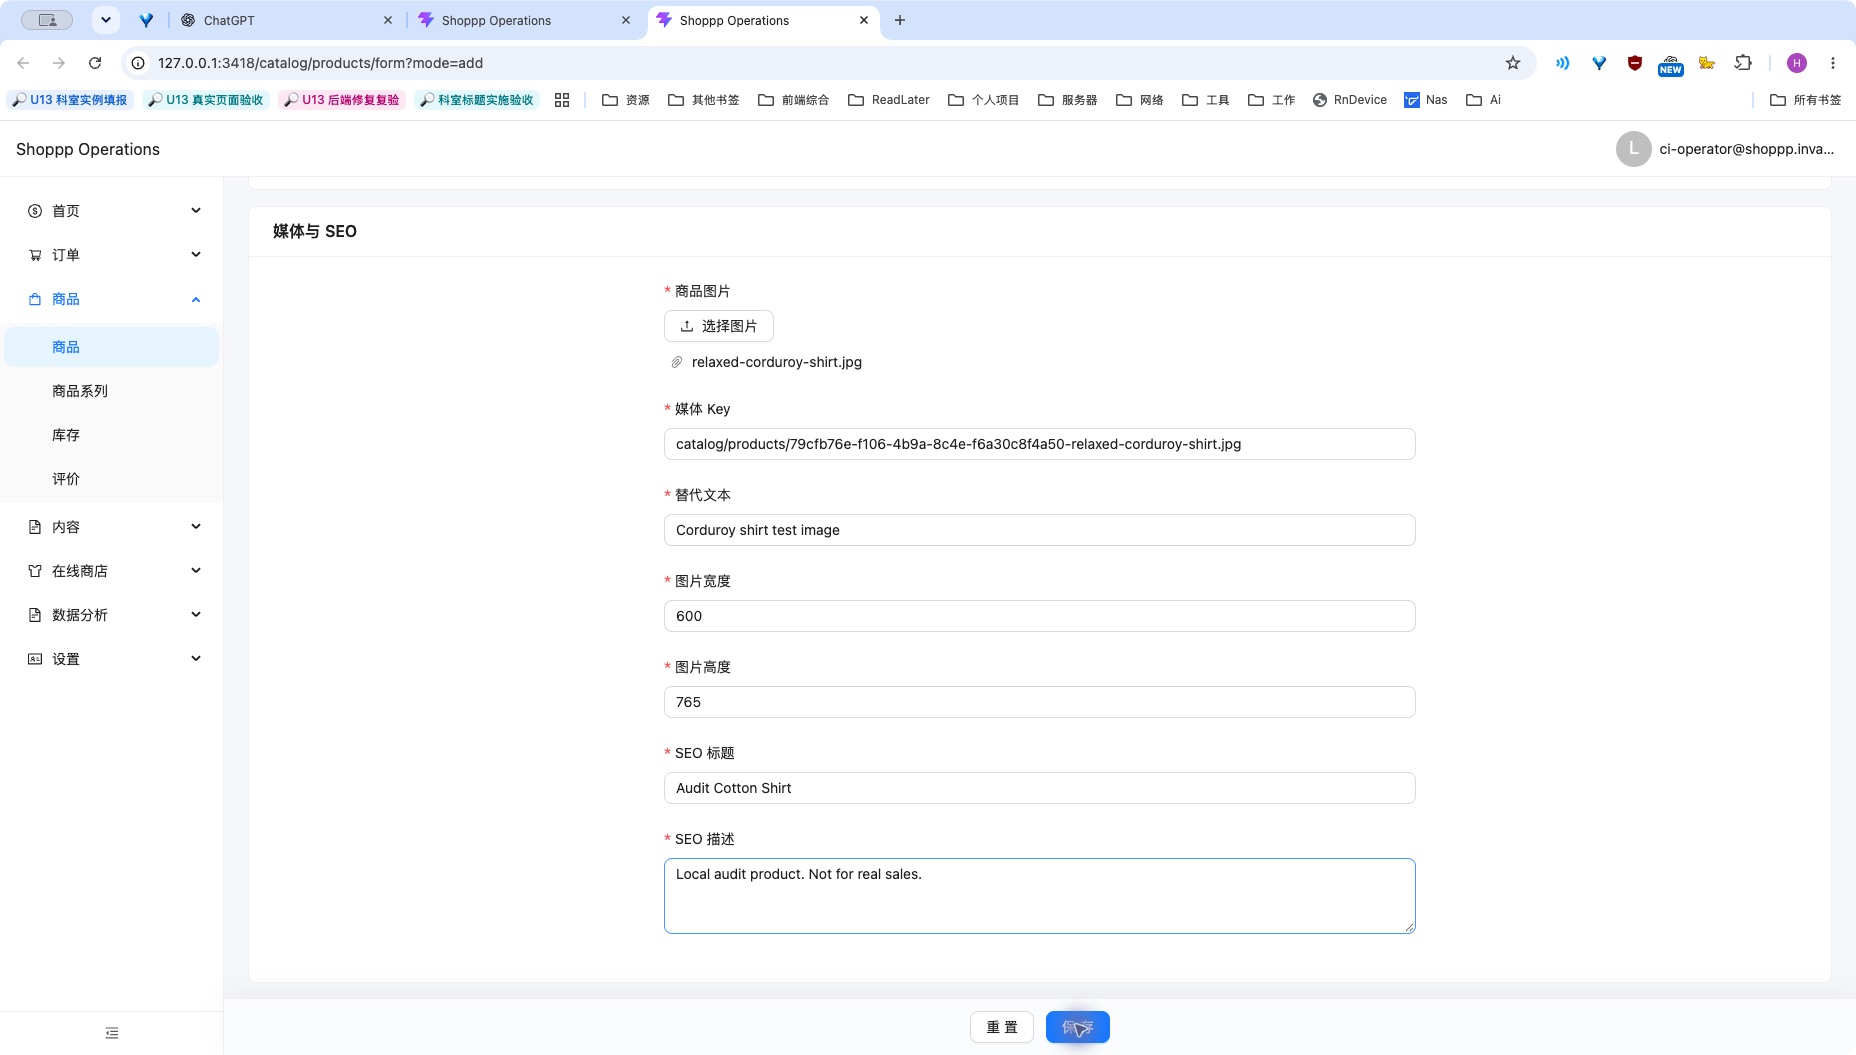 ChatGPT
Shoppp Operations
Shoppp Operations
127.0.0.1:3418/catalog/products/form?mode=add
NEW
H
U13 科室实例填报
U13 真实页面验收
U13 后端修复复验
科室标题实施验收
资源
其他书签
前端综合
ReadLater
个人项目
服务器
网络
工具
工作
RnDevice
Nas
Ai
所有书签
Shoppp Operations
L
ci-operator@shoppp.inva...
首页
订单
商品
商品
商品系列
库存
评价
内容
在线商店
数据分析
设置
媒体与 SEO
* 商品图片
选择图片
relaxed-corduroy-shirt.jpg
* 媒体 Key
catalog/products/79cfb76e-f106-4b9a-8c4e-f6a30c8f4a50-relaxed-corduroy-shirt.jpg
* 替代文本
Corduroy shirt test image
* 图片宽度
600
* 图片高度
765
* SEO 标题
Audit Cotton Shirt
* SEO 描述
Local audit product. Not for real sales.
重 置
保 存